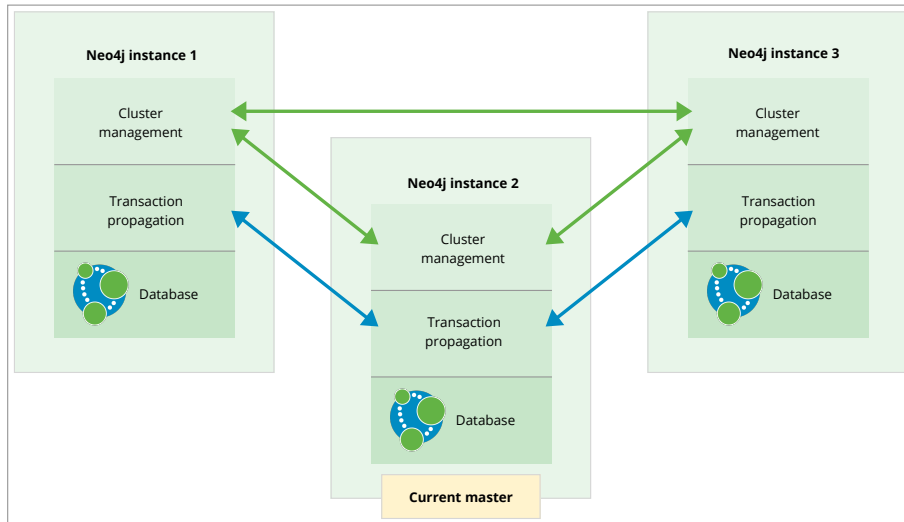 Neo4j instance 1
Cluster
management
Transaction
propagation
Database
Neo4j instance 2
Cluster
management
Transaction
propagation
Database
Current master
Neo4j instance 3
Cluster
management
Transaction
propagation
Database